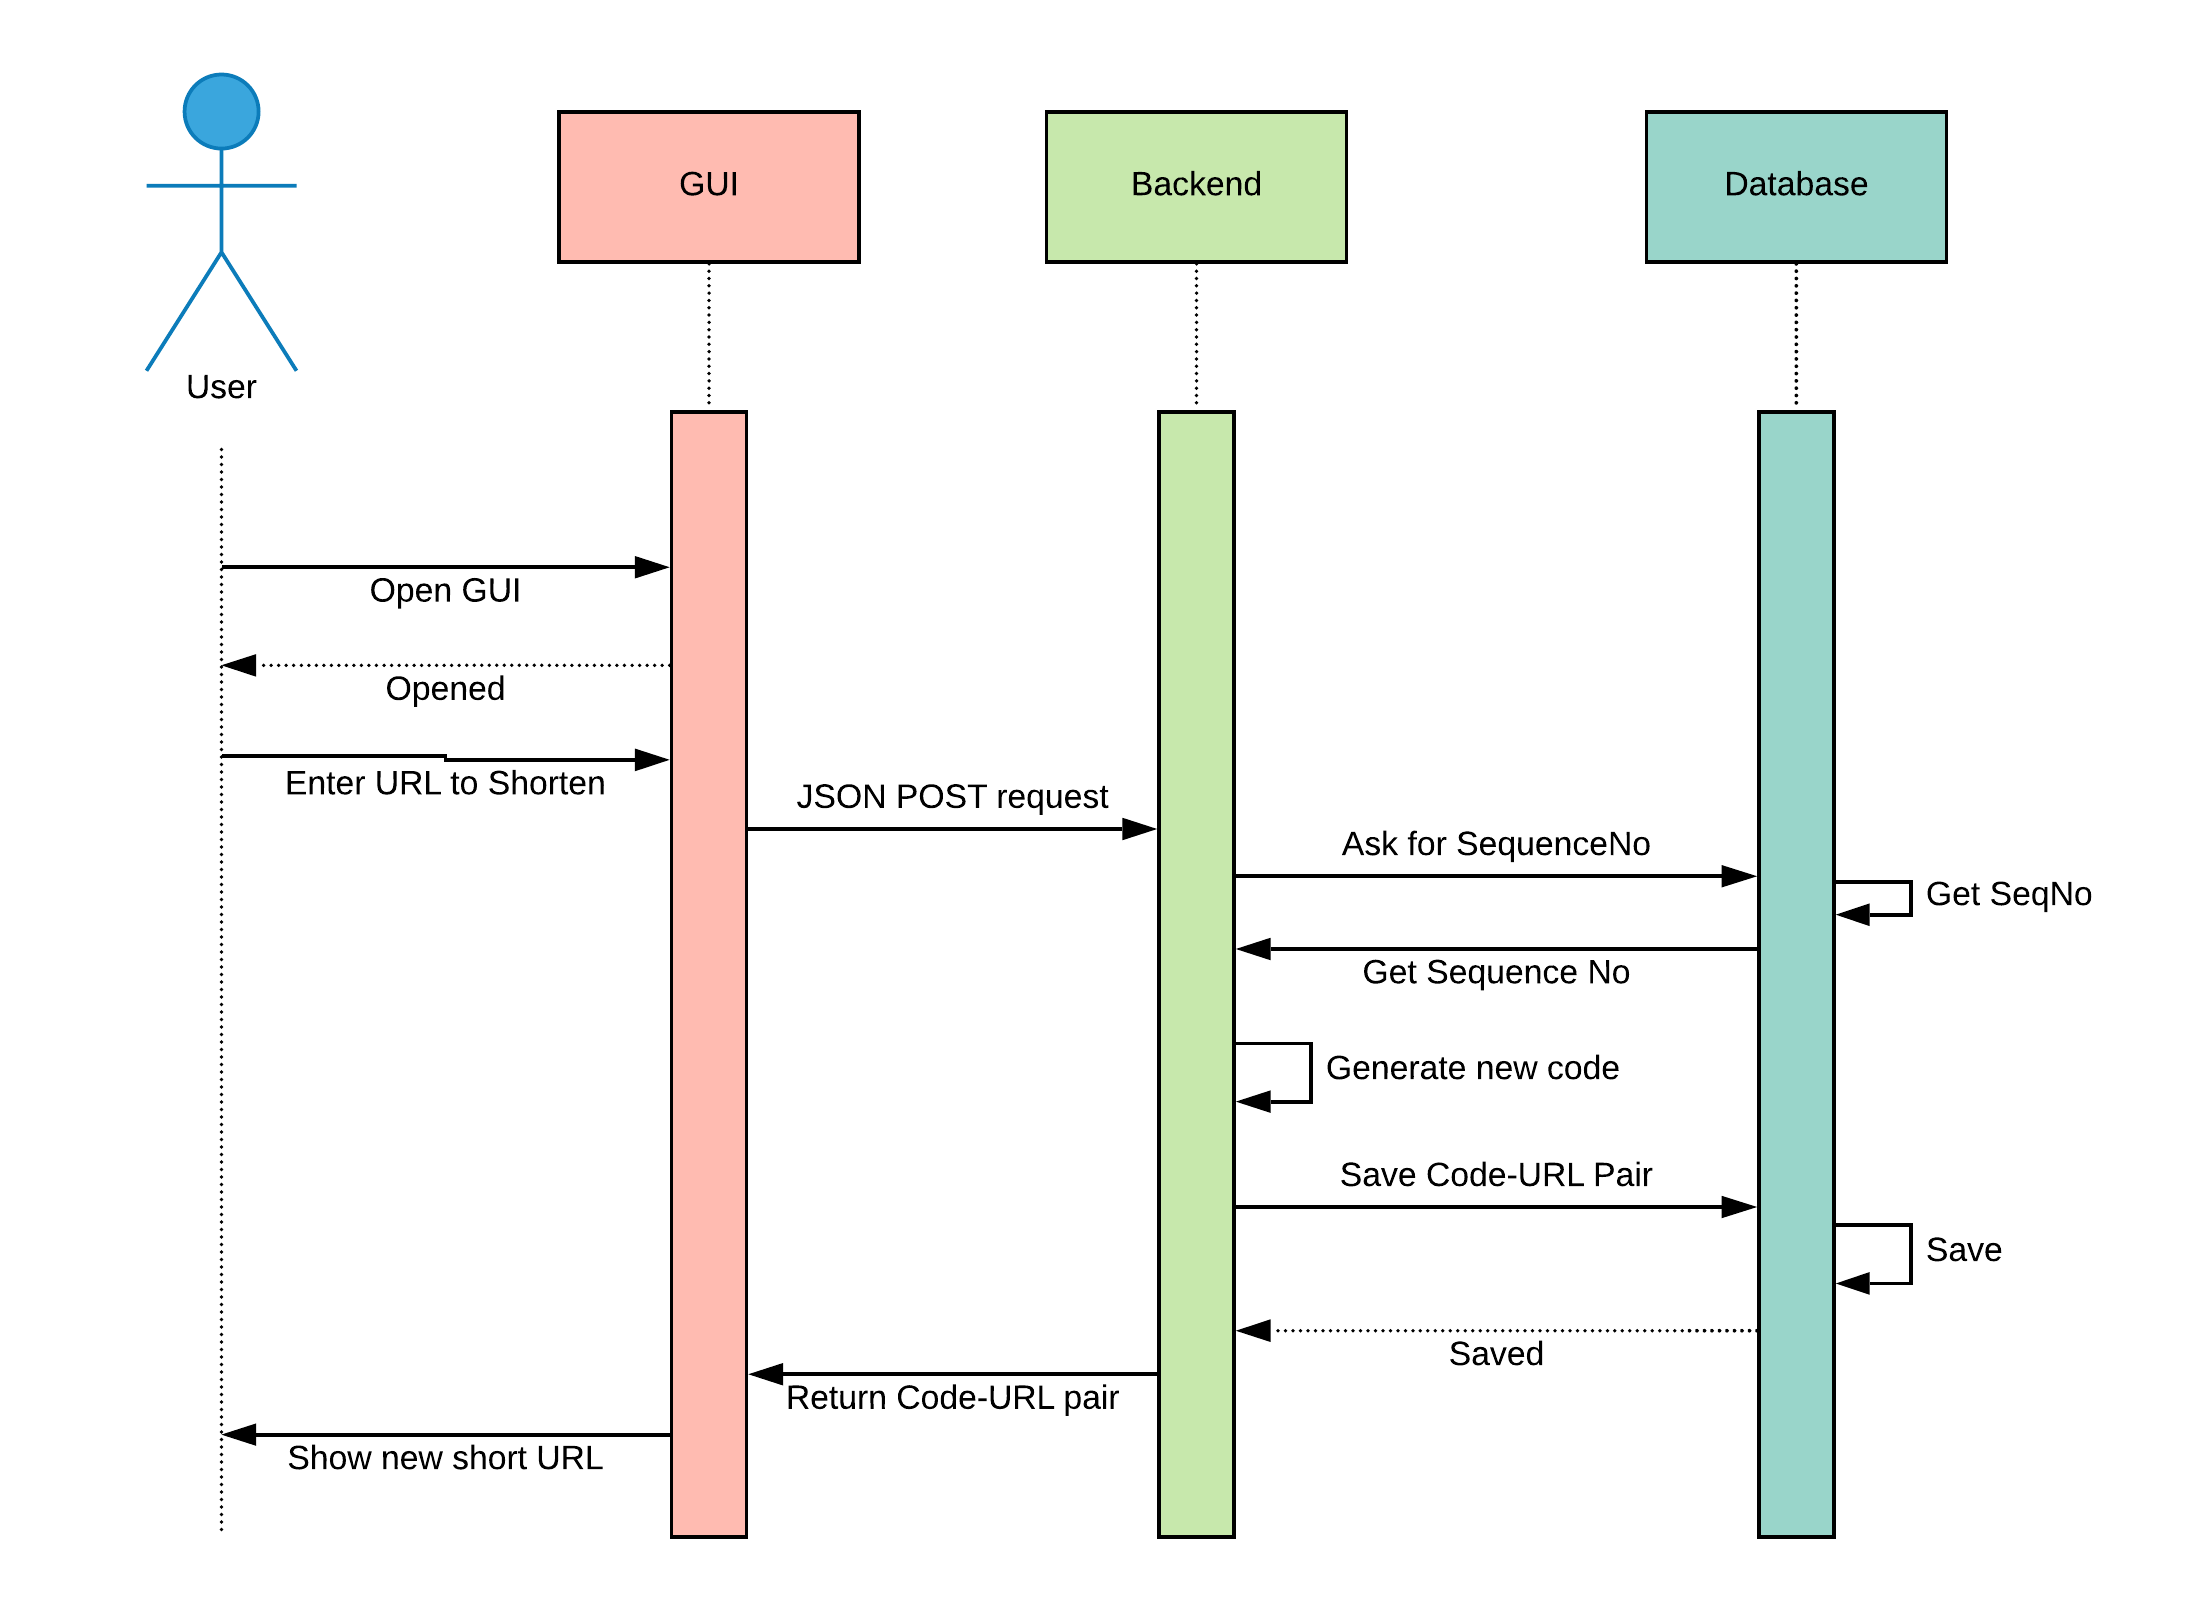 GUI
Backend
Database
User
Open GUI
Opened
Enter URL to Shorten
JSON POST request
Ask for SequenceNo
Get SeqNo
Get Sequence No
Generate new code
Save Code-URL Pair
Save
Saved
Return Code-URL pair
Show new short URL